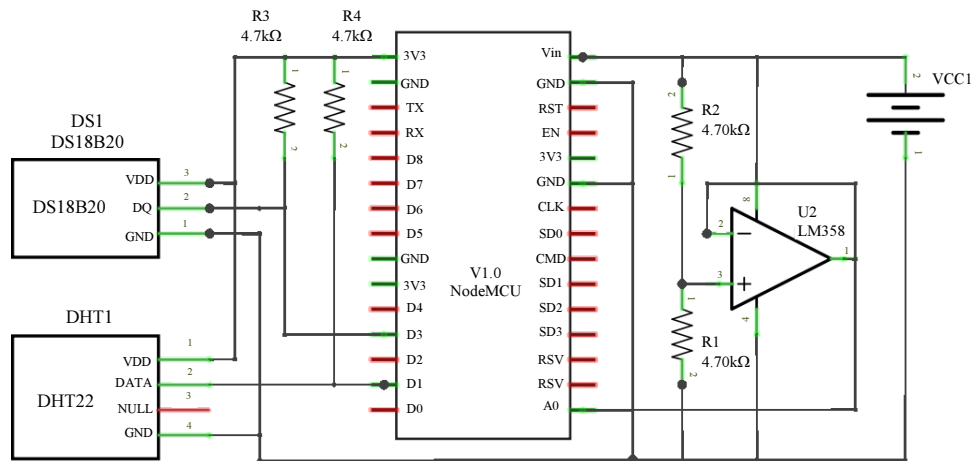 R3
4.7kΩ
R4
4.7kΩ
1
2
1
2
DS1
DS18B20
DS18B20
VDD
3
DQ
2
GND
1
DHT1
DHT22
VDD
1
DATA
2
NULL
3
GND
4
3V3
GND
TX
RX
D8
D7
D6
D5
GND
3V3
D4
D3
D2
D1
D0
V1.0
NodeMCU
Vin
GND
RST
EN
3V3
GND
CLK
SD0
CMD
SD1
SD2
SD3
RSV
RSV
A0
2
R2
4.70kΩ
1
1
R1
4.70kΩ
2
U2
LM358
8
2
−
3
+
1
4
VCC1
2
1